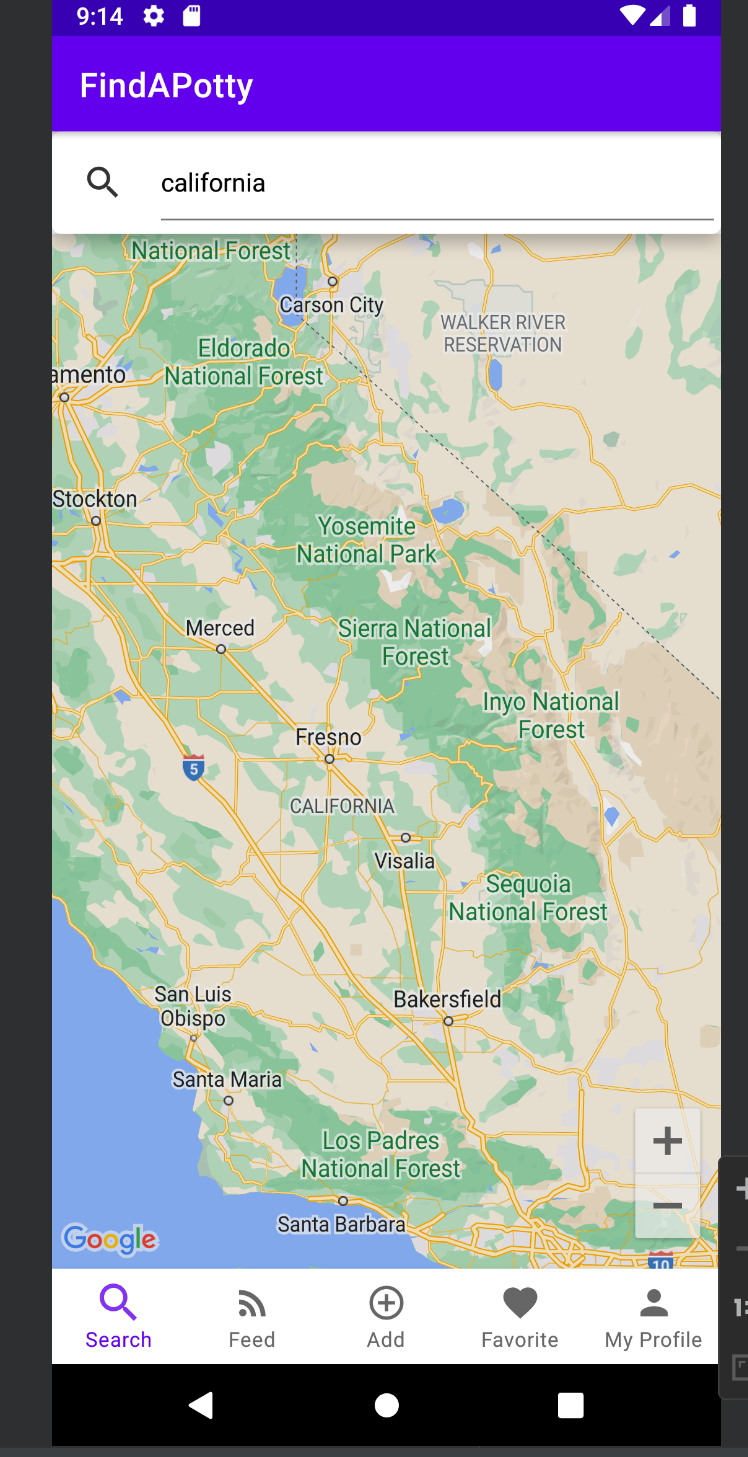 9:14
FindAPotty
california
National Forest
Carson City
WALKER RIVER
RESERVATION
Eldorado
National Forest
amento
Stockton
Yosemite
National Park
Merced
Sierra National
Forest
Inyo National
Forest
Fresno
5
CALIFORNIA
Visalia
Sequoia
National Forest
San Luis
Obispo
Bakersfield
Santa Maria
Los Padres
National Forest
+
−
Santa Barbara
Google
10
1:
Search Feed Add Favorite My Profile